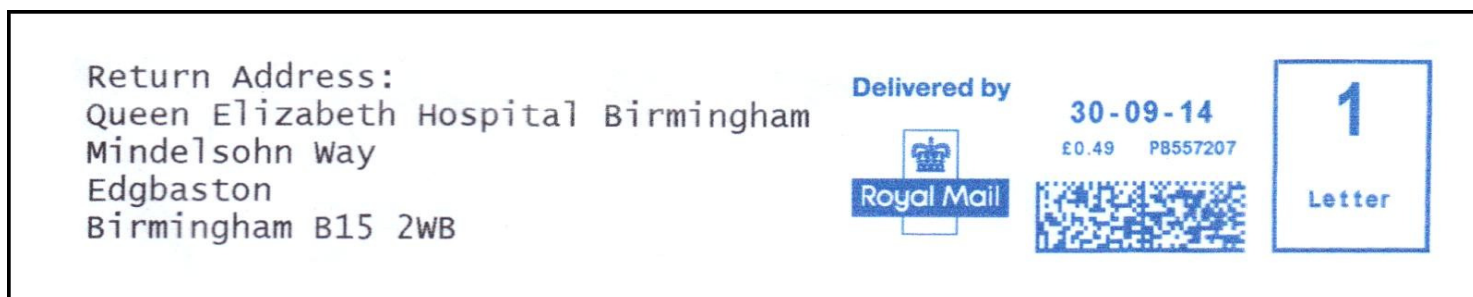 Return Address:
Queen Elizabeth Hospital Birmingham
Mindelsohn Way
Edgbaston
Birmingham B15 2WB
Delivered by
Royal Mail
30-09-14
£0.49 PB557207
1
Letter